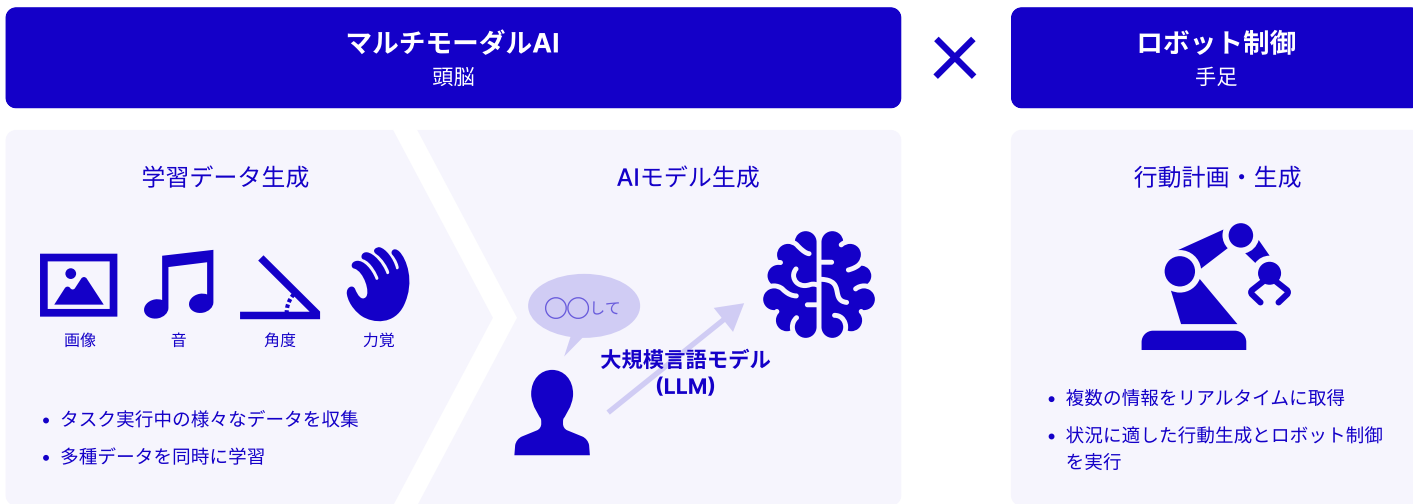 マルチモーダルAI
頭脳
ロボット制御
手足
学習データ生成
画像
音
角度
力覚
• タスク実行中の様々なデータを収集
• 多種データを同時に学習
AIモデル生成
◯◯して
大規模言語モデル
(LLM)
行動計画・生成
• 複数の情報をリアルタイムに取得
• 状況に適した行動生成とロボット制御
を実行